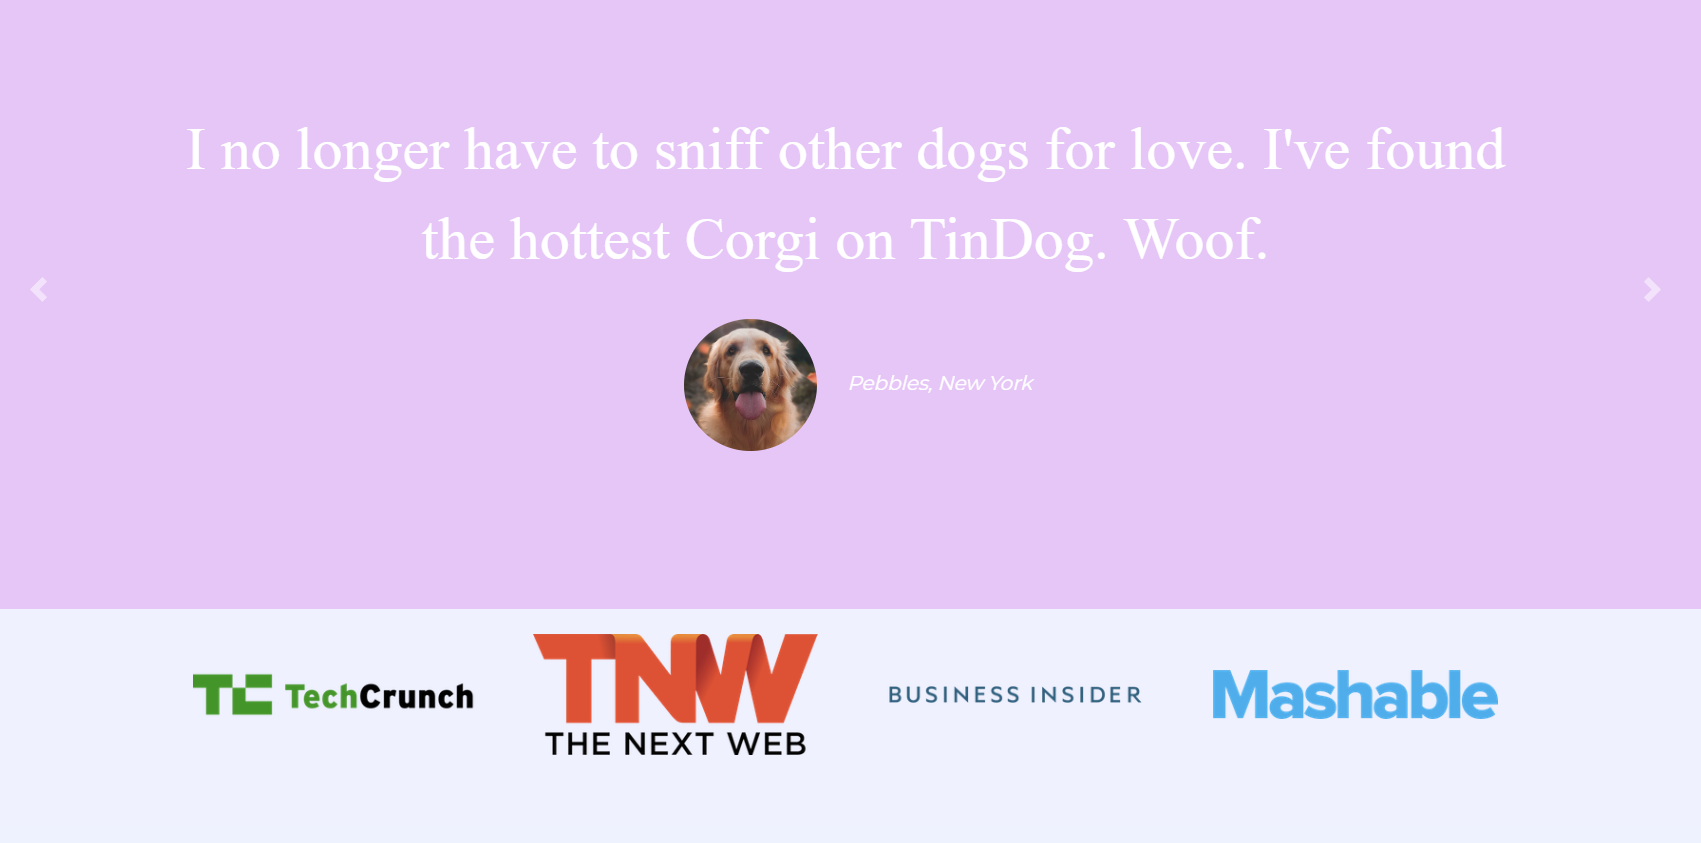 I no longer have to sniff other dogs for love. I've found
the hottest Corgi on TinDog. Woof.
Pebbles, New York
TC TechCrunch
TNW
THE NEXT WEB
BUSINESS INSIDER
Mashable